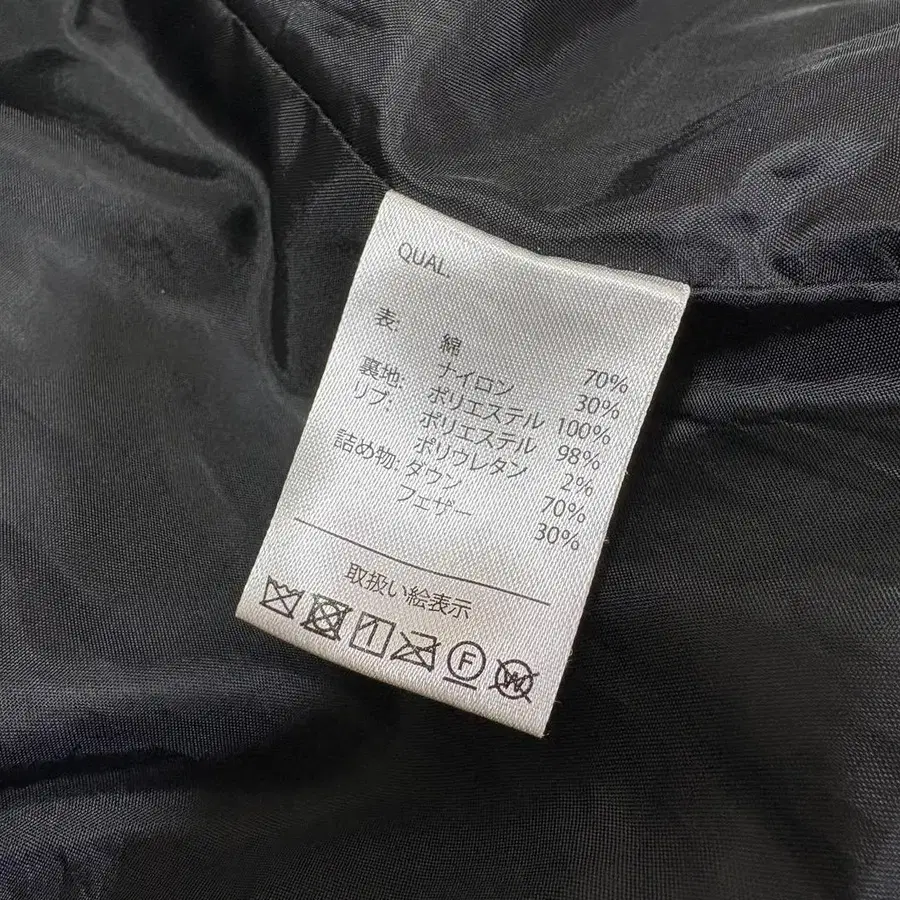 QUAL.
表: 綿 70%
ナイロン 30%
裏地: ポリエステル 100%
リブ: ポリエステル 98%
ポリウレタン 2%
詰め物: ダウン 70%
フェザー 30%
取扱い絵表示
F W